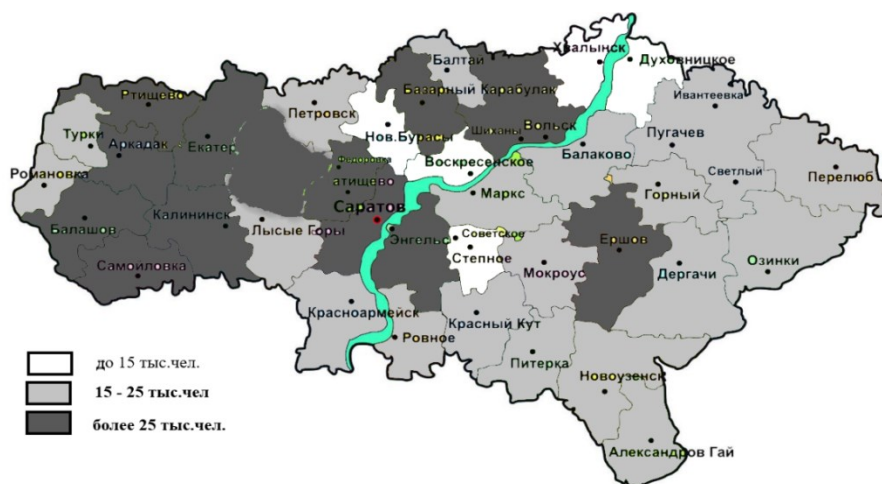 Хвалынск
Духовницкое
Балтаи
Ртищево
Базарный Карабулак
Ивантеевка
Петровск
Турки
Аркадак
Екатер
Нов.Бурасы
Шиханы
Вольск
Пугачев
Балаково
Воскресенское
Светлый
Перелюб
Романовка
атищево
Маркс
Горный
Саратов
Балашов
Калининск
Лысые Горы
Энгельс
Советское
Степное
Ершов
Самойловка
Мокроус
Дергачи
Озинки
Красноармейск
Ровное
Красный Кут
Питерка
до 15 тыс.чел.
15 - 25 тыс.чел
более 25 тыс.чел.
Новоузенск
Александров Гай